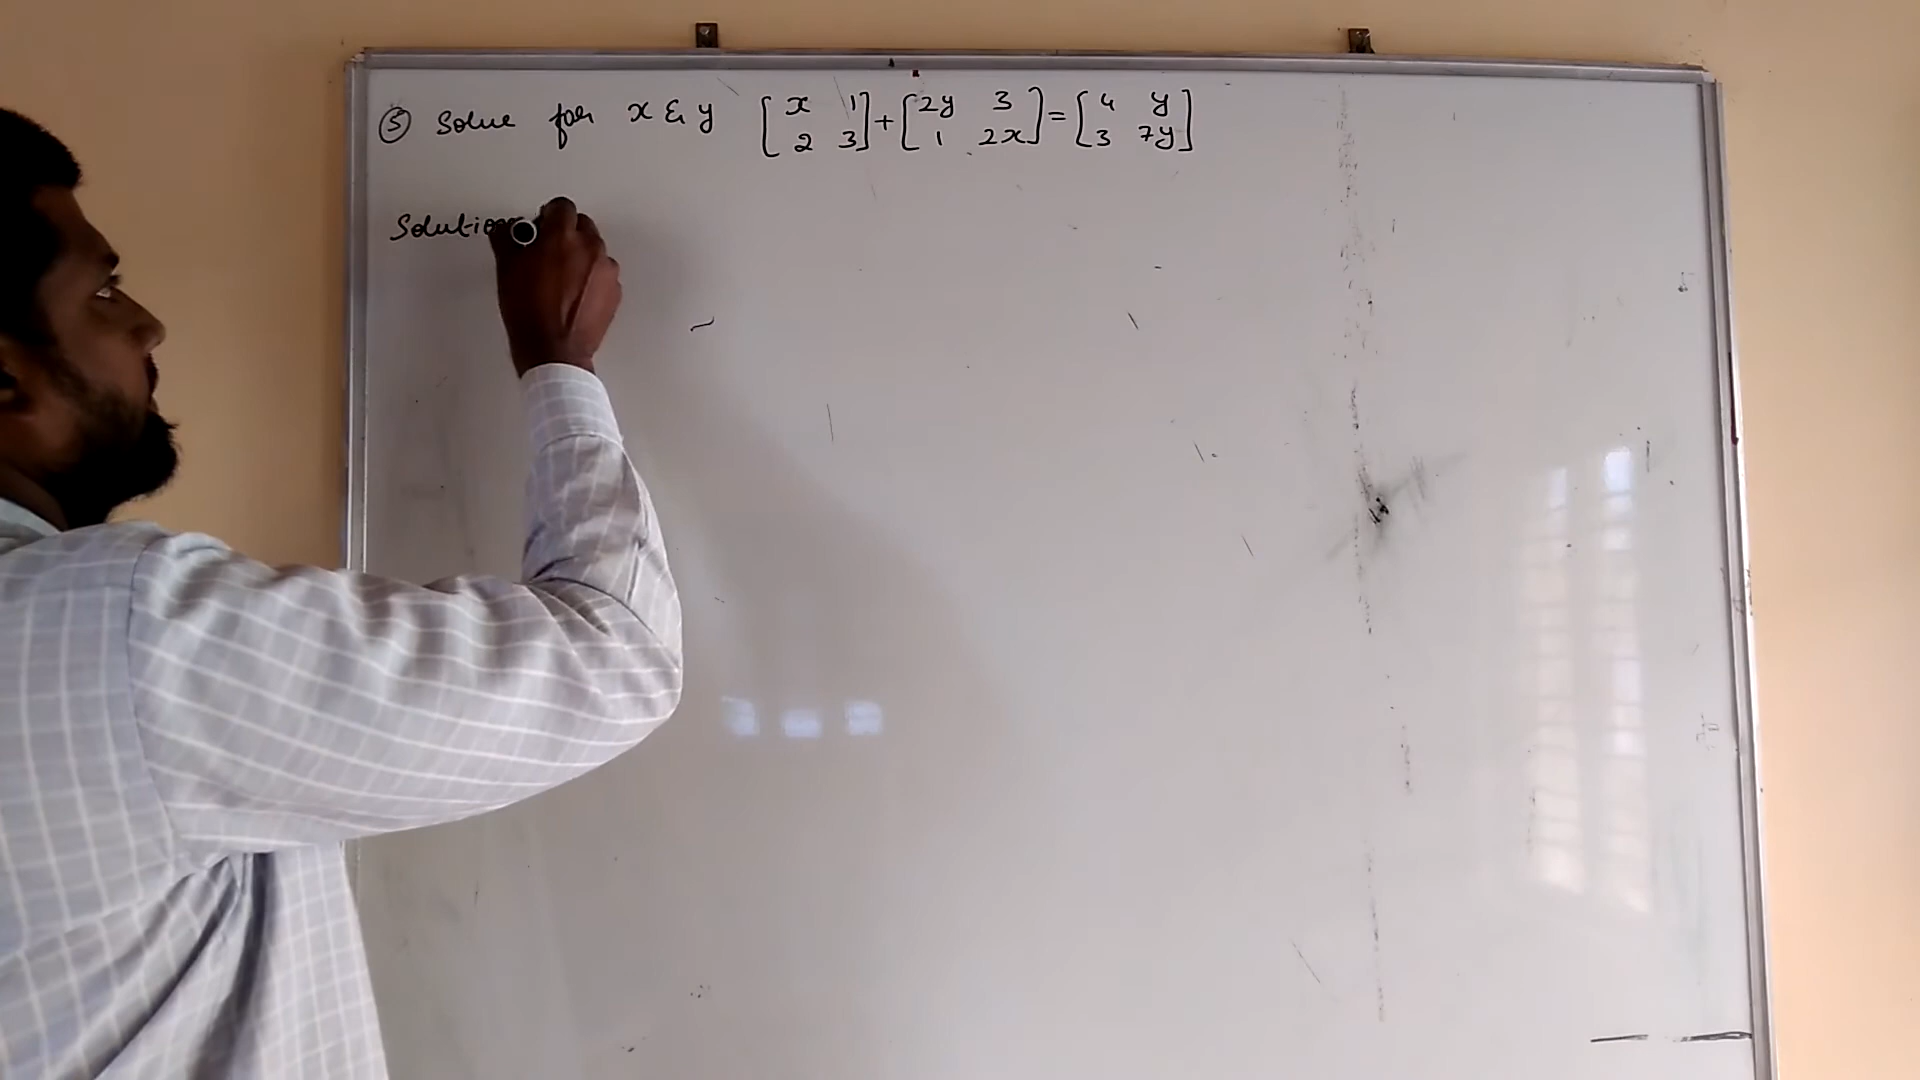 ⑤ Solve for x & y [x 1] + [2y 3] = [4 y]
[2 3] [1 2x] [3 7y]
Solution